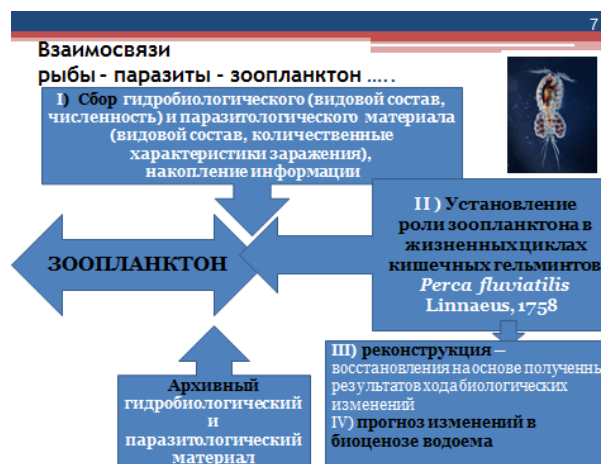 7
Взаимосвязи
рыбы - паразиты - зоопланктон .....
I) Сбор гидробиологического (видовой состав,
численность) и паразитологического материала
(видовой состав, количественные
характеристики заражения),
накопление информации
II ) Установление
роли зоопланктона в
жизненных циклах
кишечных гельминтов
Perca fluviatilis
Linnaeus, 1758
ЗООПЛАНКТОН
III) реконструкция –
восстановления на основе полученны
результатов хода биологических
изменений
IV) прогноз изменений в
биоценозе водоема
Архивный
гидробиологический
и
паразитологический
материал